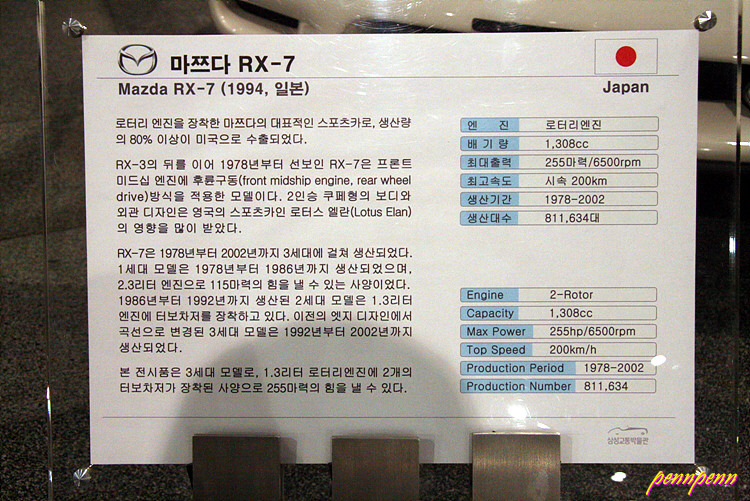 마쯔다 RX-7
Mazda RX-7 (1994, 일본)
Japan
로터리 엔진을 장착한 마쯔다의 대표적인 스포츠카로, 생산량
의 80% 이상이 미국으로 수출되었다.
RX-3의 뒤를 이어 1978년부터 선보인 RX-7은 프론트
미드십 엔진에 후륜구동(front midship engine, rear wheel
drive)방식을 적용한 모델이다. 2인승 쿠페형의 보디와
외관 디자인은 영국의 스포츠카인 로터스 엘란(Lotus Elan)
의 영향을 많이 받았다.
RX-7은 1978년부터 2002년까지 3세대에 걸쳐 생산되었다.
1세대 모델은 1978년부터 1986년까지 생산되었으며,
2.3리터 엔진으로 115마력의 힘을 낼 수 있는 사양이었다.
1986년부터 1992년까지 생산된 2세대 모델은 1.3리터
엔진에 터보차저를 장착하고 있다. 이전의 엣지 디자인에서
곡선으로 변경된 3세대 모델은 1992년부터 2002년까지
생산되었다.
본 전시품은 3세대 모델로, 1.3리터 로터리엔진에 2개의
터보차저가 장착된 사양으로 255마력의 힘을 낼 수 있다.
엔 진 로터리엔진
배 기 량 1,308cc
최대출력 255마력/6500rpm
최고속도 시속 200km
생산기간 1978-2002
생산대수 811,634대
Engine 2-Rotor
Capacity 1,308cc
Max Power 255hp/6500rpm
Top Speed 200km/h
Production Period 1978-2002
Production Number 811,634
삼성교통박물관
pennpenn